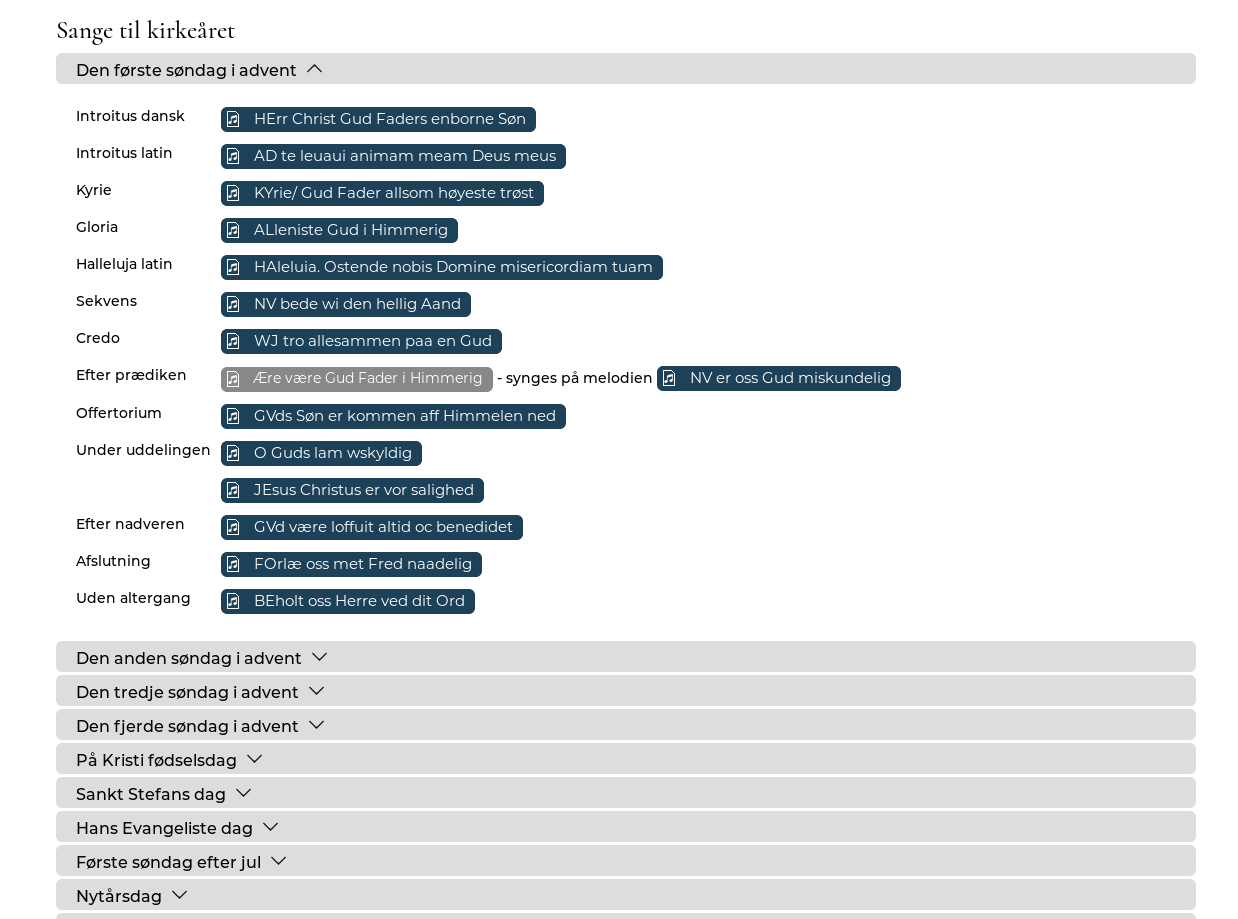 Sange til kirkeåret
Den første søndag i advent
Introitus dansk HErr Christ Gud Faders enborne Søn
Introitus latin AD te leuaui animam meam Deus meus
Kyrie KYrie/ Gud Fader allsom høyeste trøst
Gloria ALleniste Gud i Himmerig
Halleluja latin HAleluia. Ostende nobis Domine misericordiam tuam
Sekvens NV bede wi den hellig Aand
Credo WJ tro allesammen paa en Gud
Efter prædiken Ære være Gud Fader i Himmerig - synges på melodien NV er oss Gud miskundelig
Offertorium GVds Søn er kommen aff Himmelen ned
Under uddelingen O Guds lam wskyldig
JEsus Christus er vor salighed
Efter nadveren GVd være loffuit altid oc benedidet
Afslutning FOrlæ oss met Fred naadelig
Uden altergang BEholt oss Herre ved dit Ord
Den anden søndag i advent
Den tredje søndag i advent
Den fjerde søndag i advent
På Kristi fødselsdag
Sankt Stefans dag
Hans Evangeliste dag
Første søndag efter jul
Nytårsdag